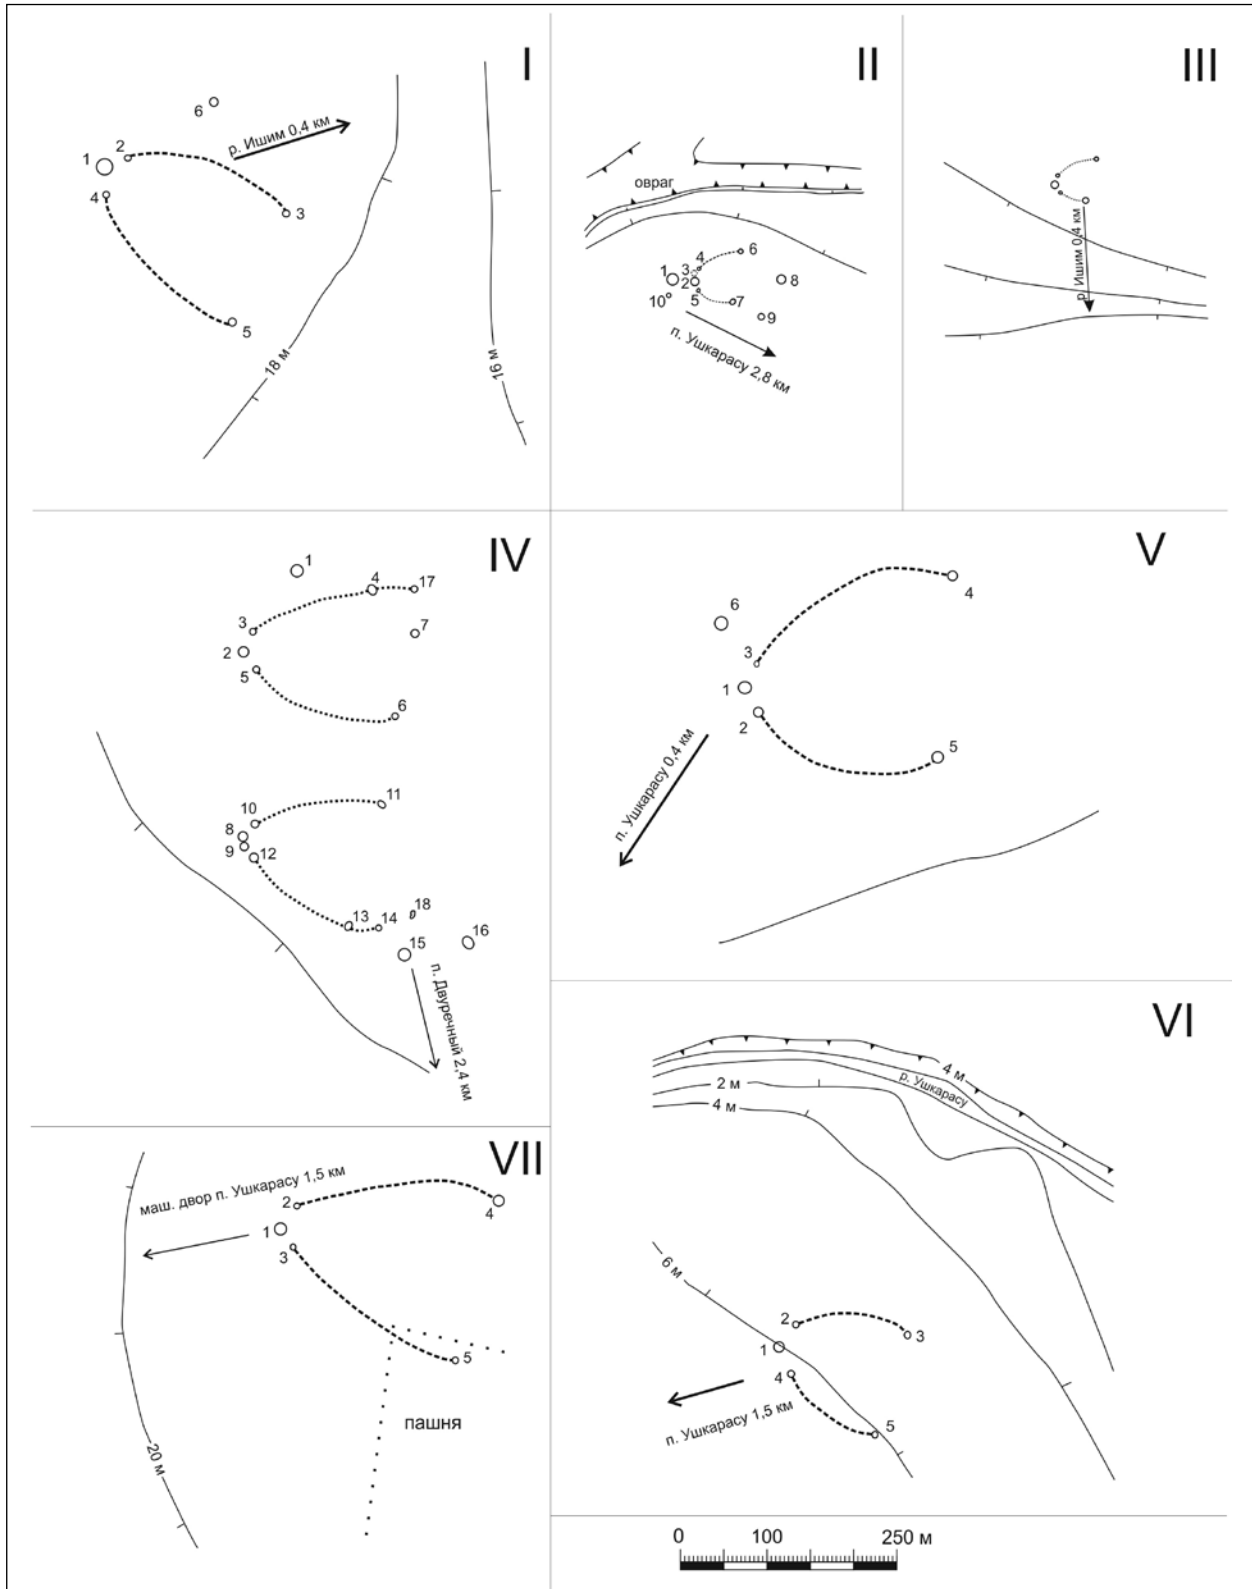 I
6
р. Ишим 0,4 км
2
1
4
3
5
18 м
16 м
II
овраг
4
6
1
3
2
8
5
7
10
9
п. Ушкарасу 2,8 км
III
р. Ишим 0,4 км
IV
1
4
17
3
7
2
5
6
11
10
8
9
12
13
14
18
16
15
п. Двуречный 2,4 км
V
6
4
3
1
2
5
п. Ушкарасу 0,4 км
VI
4 м
р. Ушкарасу
2 м
4 м
6 м
2
3
1
4
5
п. Ушкарасу 1,5 км
VII
маш. двор п. Ушкарасу 1,5 км
2
4
1
3
5
пашня
20 м
0 100 250 м